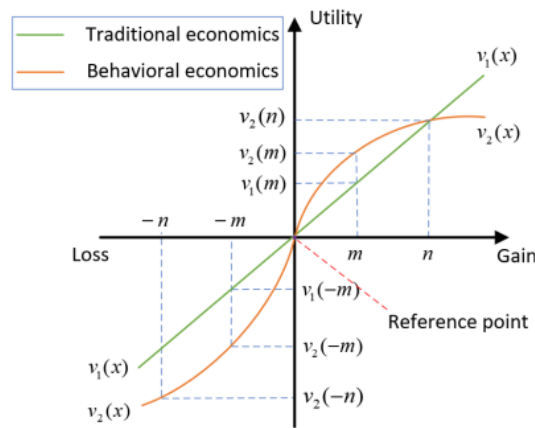 Utility
Traditional economics
Behavioral economics
v₁(x)
v₂(n)
v₂(x)
v₂(m)
v₁(m)
−n
−m
Loss
m
n
Gain
v₁(−m)
Reference point
v₂(−m)
v₁(x)
v₂(x)
v₂(−n)